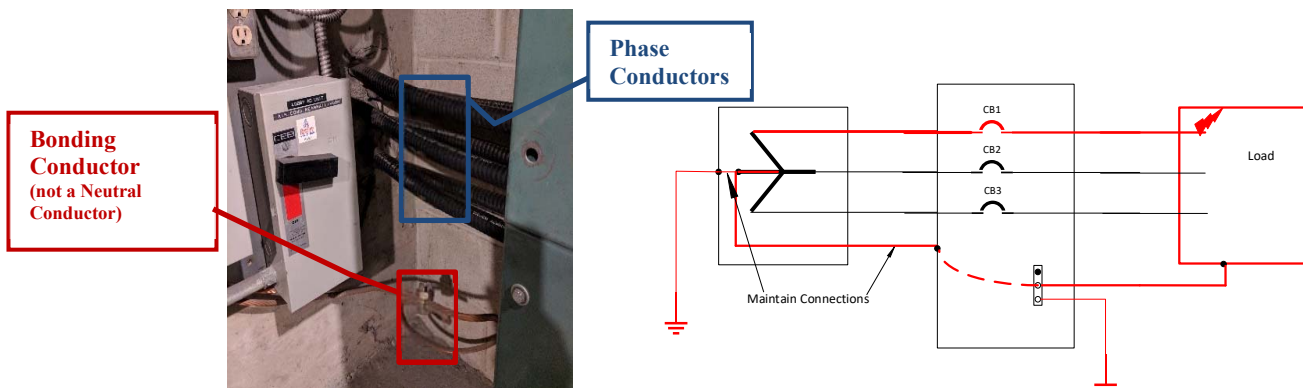 Bonding
Conductor
(not a Neutral
Conductor)
Phase
Conductors
CB1
CB2
CB3
Load
Maintain Connections